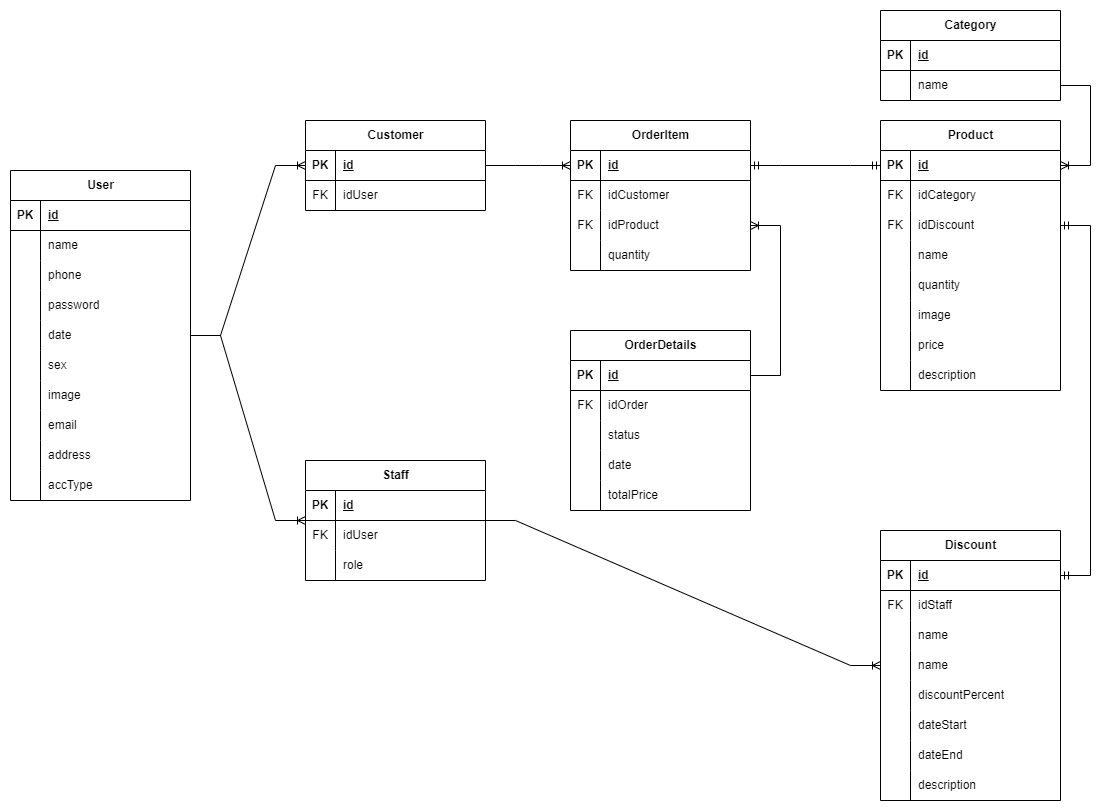 Category
PK id
name
Customer
PK id
FK idUser
OrderItem
PK id
FK idCustomer
FK idProduct
quantity
Product
PK id
FK idCategory
FK idDiscount
name
quantity
image
price
description
User
PK id
name
phone
password
date
sex
image
email
address
accType
OrderDetails
PK id
FK idOrder
status
date
totalPrice
Staff
PK id
FK idUser
role
Discount
PK id
FK idStaff
name
name
discountPercent
dateStart
dateEnd
description